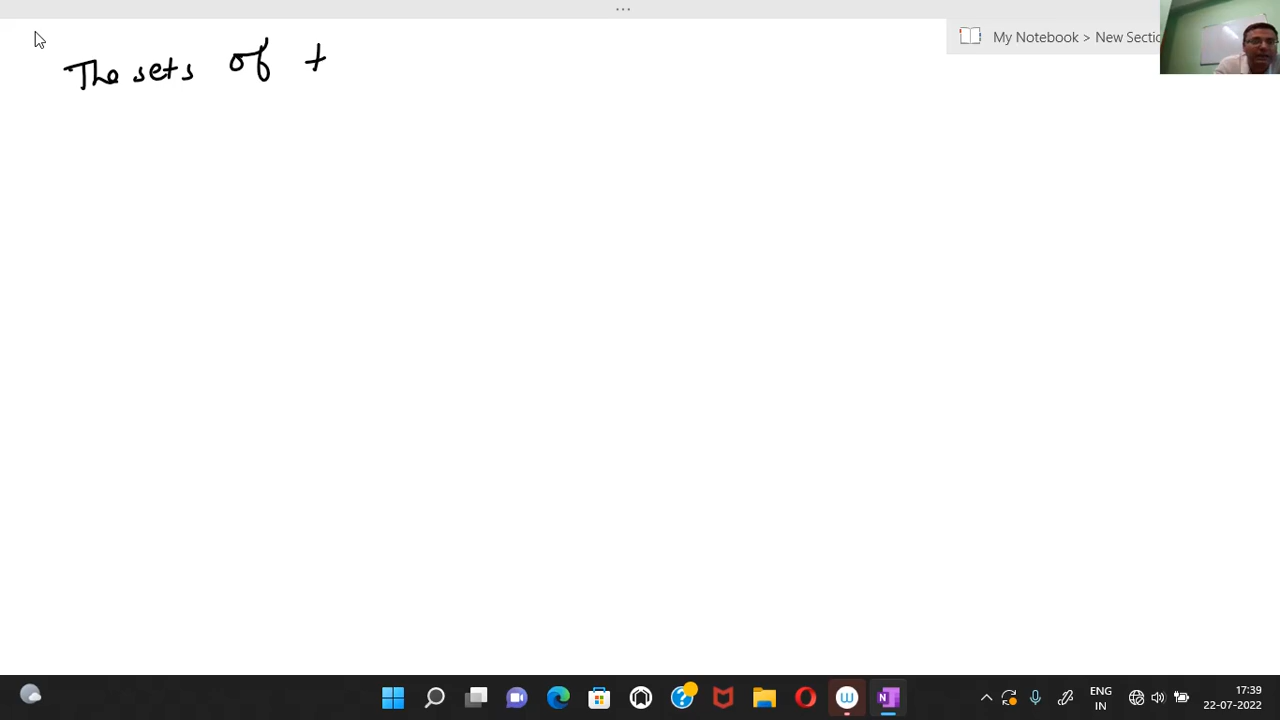 ...
My Notebook > New Sectio
The sets of t
ENG
IN
17:39
22-07-2022